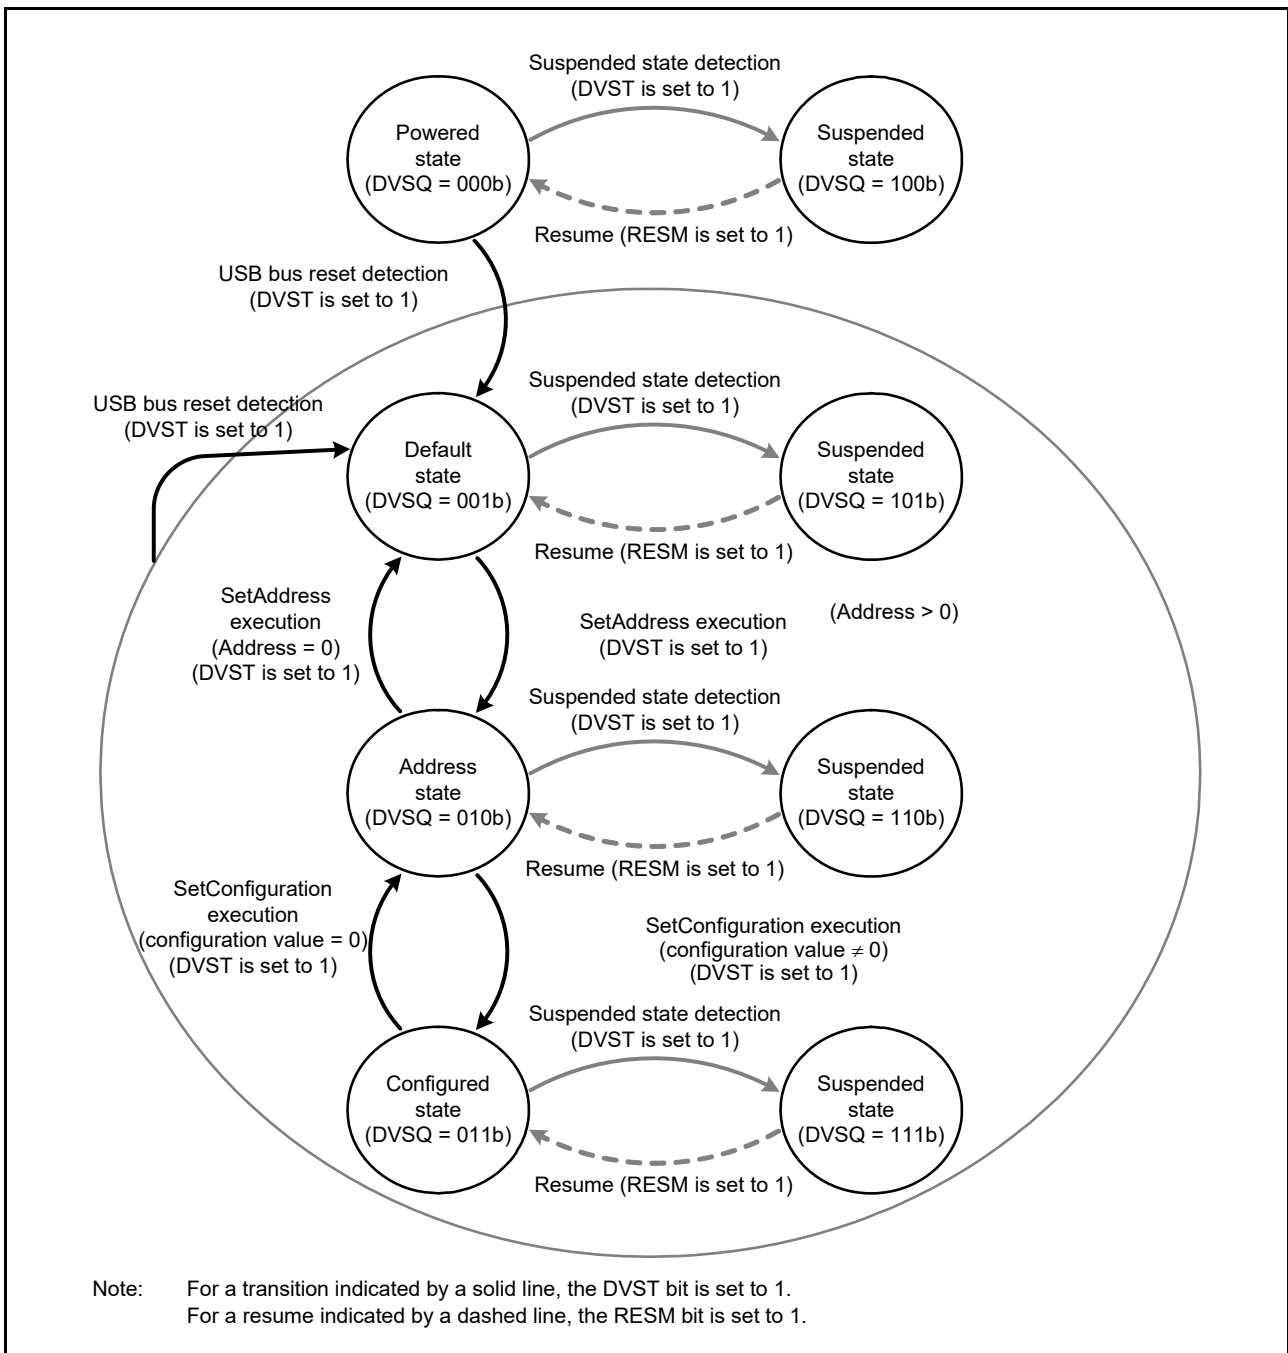 Suspended state detection
(DVST is set to 1)
Powered
state
(DVSQ = 000b)
Suspended
state
(DVSQ = 100b)
Resume (RESM is set to 1)
USB bus reset detection
(DVST is set to 1)
Suspended state detection
(DVST is set to 1)
USB bus reset detection
(DVST is set to 1)
Default
state
(DVSQ = 001b)
Suspended
state
(DVSQ = 101b)
Resume (RESM is set to 1)
SetAddress
execution
(Address = 0)
(DVST is set to 1)
SetAddress execution
(DVST is set to 1)
(Address > 0)
Suspended state detection
(DVST is set to 1)
Address
state
(DVSQ = 010b)
Suspended
state
(DVSQ = 110b)
Resume (RESM is set to 1)
SetConfiguration
execution
(configuration value = 0)
(DVST is set to 1)
SetConfiguration execution
(configuration value ≠ 0)
(DVST is set to 1)
Suspended state detection
(DVST is set to 1)
Configured
state
(DVSQ = 011b)
Suspended
state
(DVSQ = 111b)
Resume (RESM is set to 1)
Note: For a transition indicated by a solid line, the DVST bit is set to 1.
For a resume indicated by a dashed line, the RESM bit is set to 1.